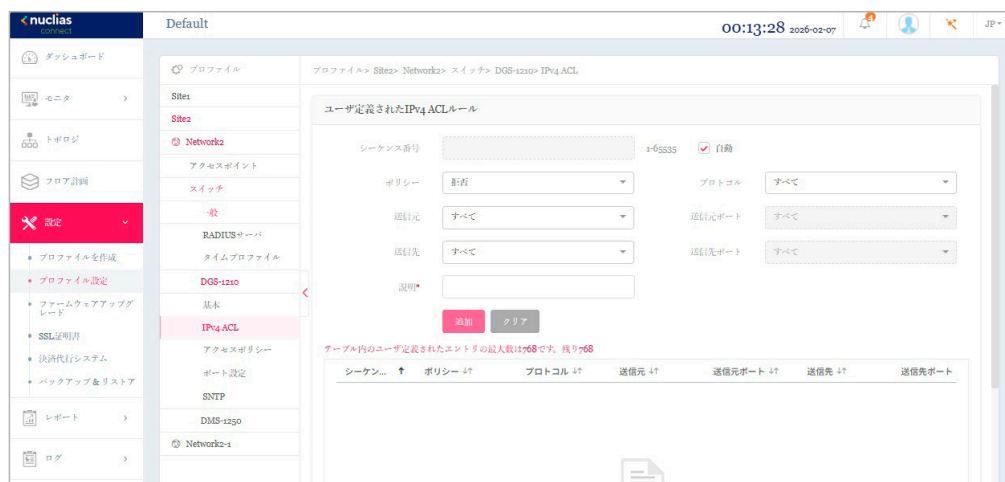 nuclias
connect
Default
00:13:28 2026-02-07
4
JP
ダッシュボード
モニタ
トポロジ
フロア計画
設定
プロファイルを作成
プロファイル設定
ファームウェアアップグ
レード
SSL証明書
決済代行システム
バックアップ&リストア
レポート
ログ
プロファイル
Site1
Site2
Network2
アクセスポイント
スイッチ
一般
RADIUSサーバ
タイムプロファイル
DGS-1210
基本
IPv4 ACL
アクセスポリシー
ポート設定
SNTP
DMS-1250
Network2-1
プロファイル> Site2> Network2> スイッチ> DGS-1210> IPv4 ACL
ユーザ定義されたIPv4 ACLルール
シーケンス番号 1-65535 自動
ポリシー 拒否 プロトコル すべて
送信元 すべて 送信元ポート すべて
送信先 すべて 送信先ポート すべて
説明*
追加 クリア
テーブル内のユーザ定義されたエントリの最大数は768です。残り768
シーケン... ↑ ポリシー ↓↑ プロトコル ↓↑ 送信元 ↓↑ 送信元ポート ↓↑ 送信先 ↓↑ 送信先ポート